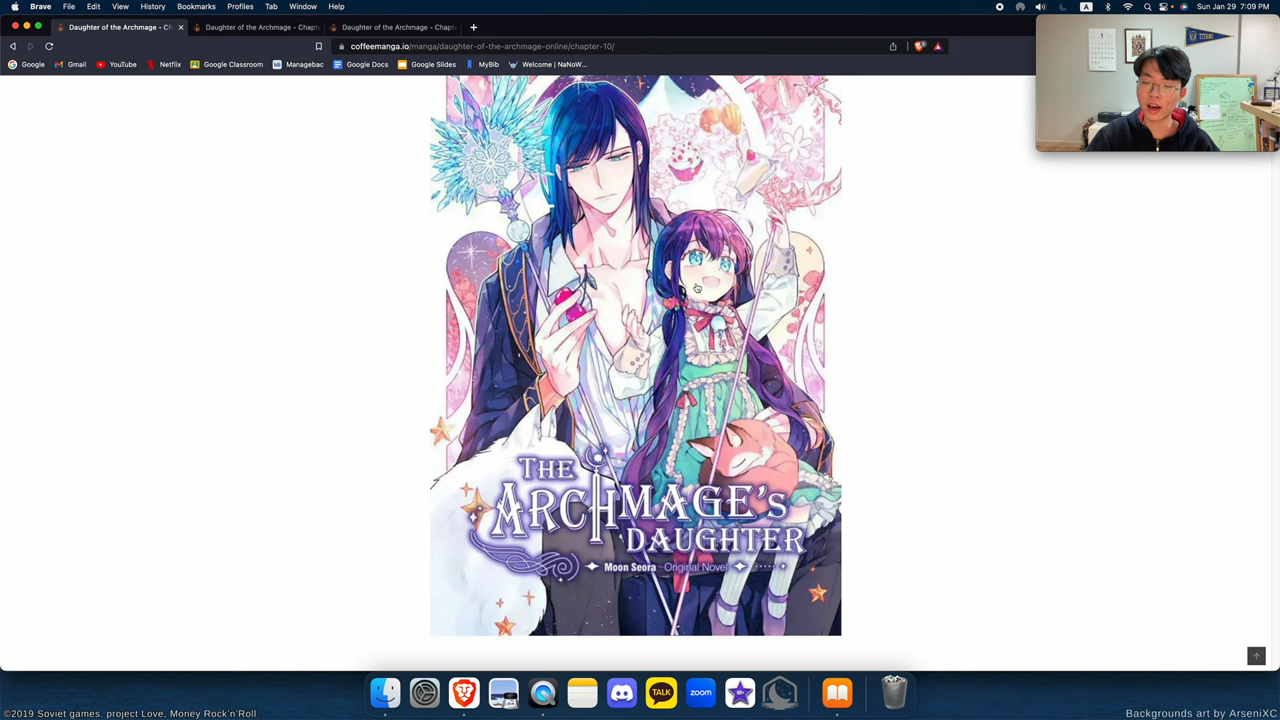 Brave File Edit View History Bookmarks Profiles Tab Window Help
A
Sun Jan 29 7:09 PM
Daughter of the Archmage - Ch
Daughter of the Archmage - Chapt
Daughter of the Archmage - Chapt
coffeemanga.io/manga/daughter-of-the-archmage-online/chapter-10/
Google Gmail YouTube Netflix Google Classroom Managebac Google Docs Google Slides MyBib Welcome | NaNoW...
TITANS
THE
ARCHMAGE'S
DAUGHTER
Moon Seora Original Novel
TALK
zoom
©2019 Soviet games. project Love, Money Rock'n'Roll
Backgrounds art by ArseniXC